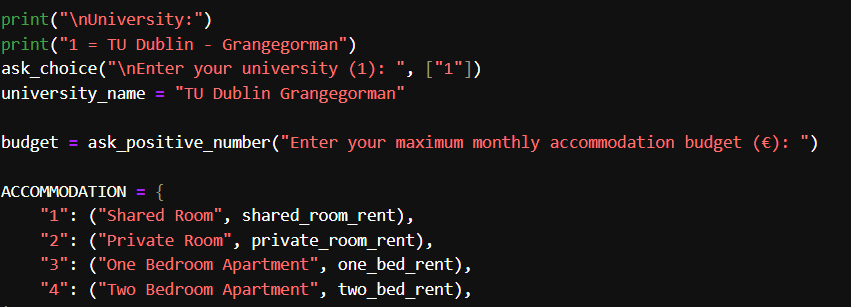 print("\nUniversity:")
print("1 = TU Dublin - Grangegorman")
ask_choice("\nEnter your university (1): ", ["1"])
university_name = "TU Dublin Grangegorman"
budget = ask_positive_number("Enter your maximum monthly accommodation budget (€): ")
ACCOMMODATION = {
    "1": ("Shared Room", shared_room_rent),
    "2": ("Private Room", private_room_rent),
    "3": ("One Bedroom Apartment", one_bed_rent),
    "4": ("Two Bedroom Apartment", two_bed_rent),